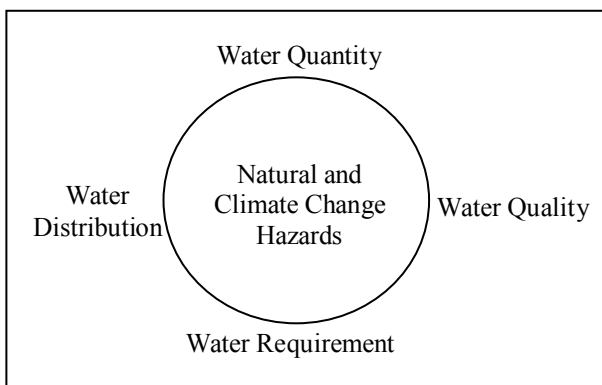 Water Quantity
Natural and
Climate Change
Hazards
Water
Distribution
Water Quality
Water Requirement